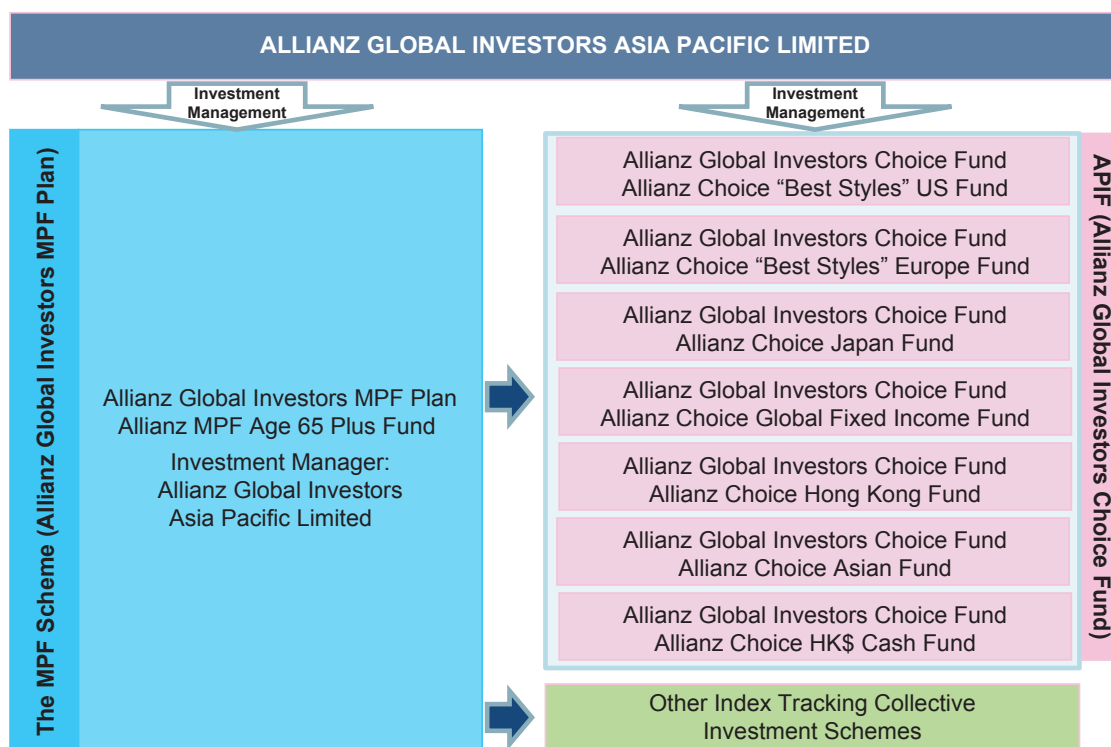 ALLIANZ GLOBAL INVESTORS ASIA PACIFIC LIMITED
Investment
Management
Investment
Management
The MPF Scheme (Allianz Global Investors MPF Plan)
Allianz Global Investors MPF Plan
Allianz MPF Age 65 Plus Fund
Investment Manager:
Allianz Global Investors
Asia Pacific Limited
Allianz Global Investors Choice Fund
Allianz Choice “Best Styles” US Fund
Allianz Global Investors Choice Fund
Allianz Choice “Best Styles” Europe Fund
Allianz Global Investors Choice Fund
Allianz Choice Japan Fund
Allianz Global Investors Choice Fund
Allianz Choice Global Fixed Income Fund
Allianz Global Investors Choice Fund
Allianz Choice Hong Kong Fund
Allianz Global Investors Choice Fund
Allianz Choice Asian Fund
Allianz Global Investors Choice Fund
Allianz Choice HK$ Cash Fund
APIF (Allianz Global Investors Choice Fund)
Other Index Tracking Collective
Investment Schemes